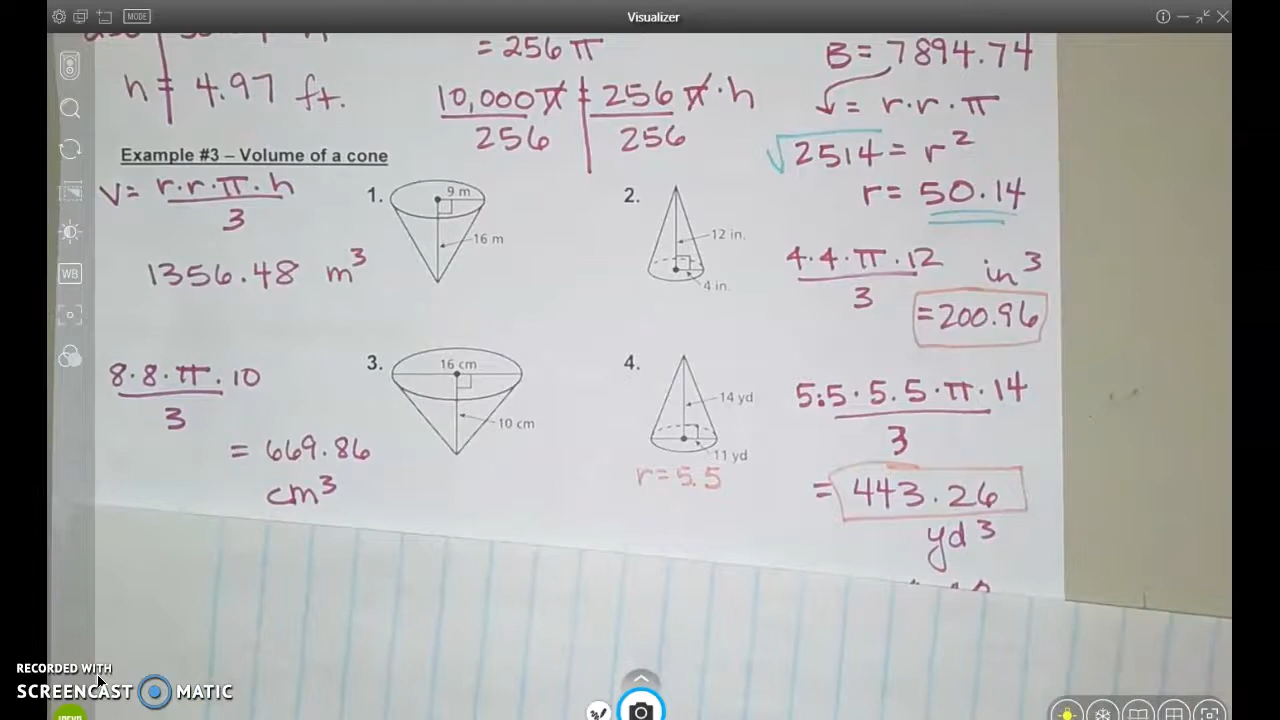 MODE
Visualizer
h = 4.97 ft.
= 256 π
10,000π = 256 π · h
256 256
B = 7894.74
= r·r·π
√2514 = r²
r = 50.14
Example #3 – Volume of a cone
V = r·r·π·h
3
1356.48 m³
1.
9 m
16 m
2.
12 in.
4 in.
4·4·π·12
3
in³
= 200.96
8·8·π·10
3
= 669.86
cm³
3.
16 cm
10 cm
4.
14 yd
11 yd
r = 5.5
5.5·5.5·π·14
3
= 443.26
yd³
WB
RECORDED WITH
SCREENCAST MATIC